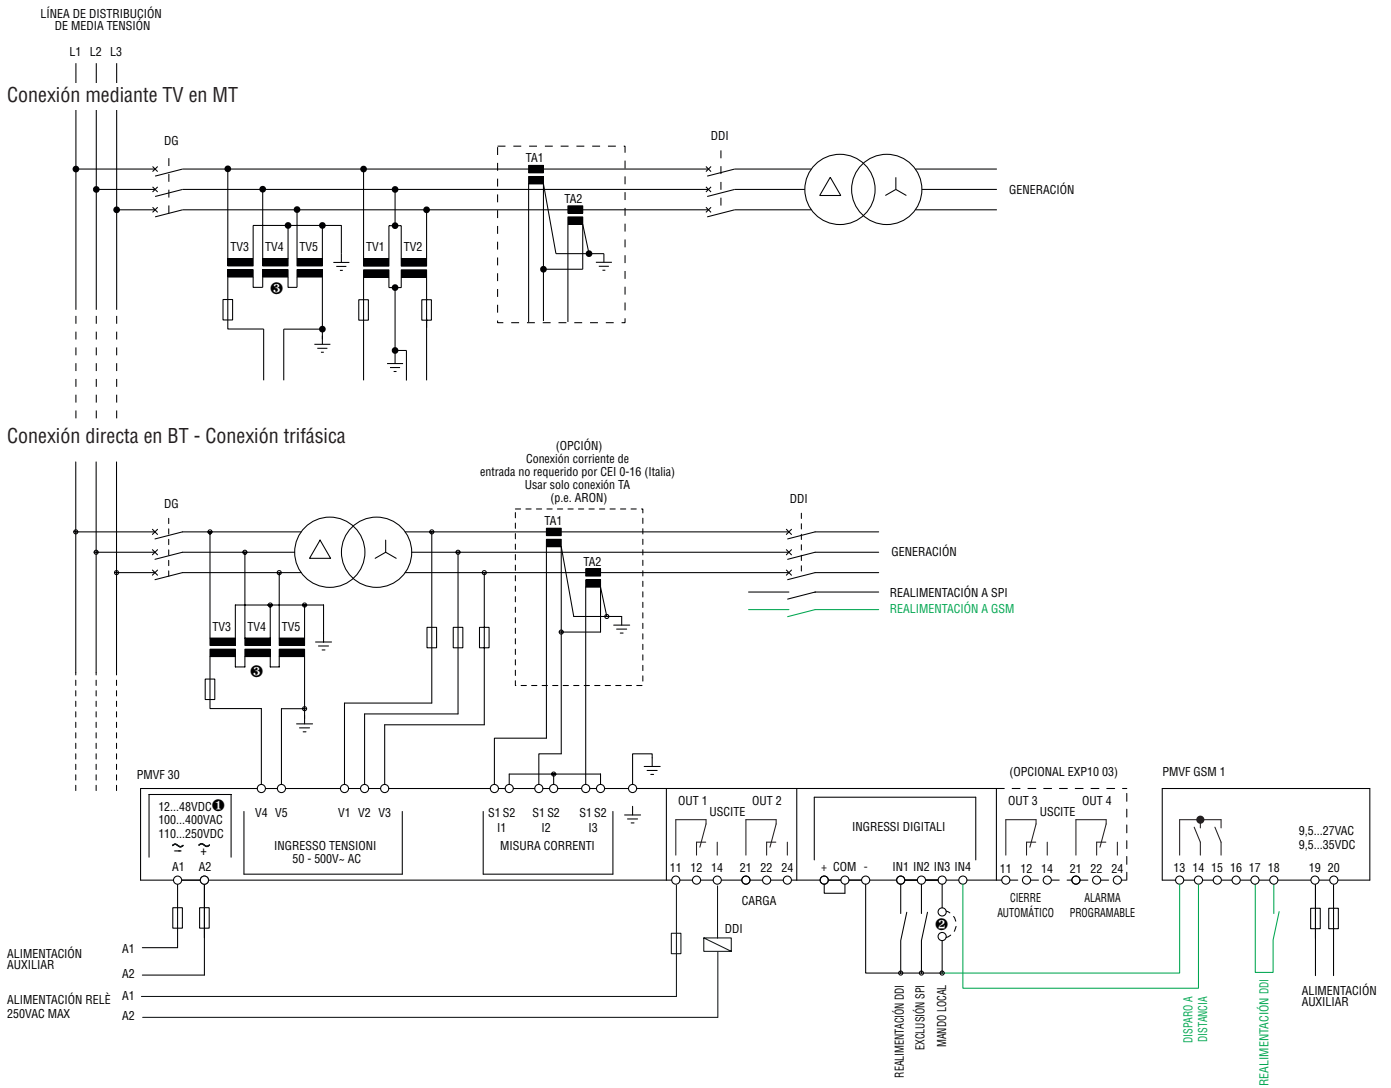 LÍNEA DE DISTRIBUCIÓN
DE MEDIA TENSIÓN
L1 L2 L3
Conexión mediante TV en MT
DG
TA1
TA2
DDI
GENERACIÓN
TV3 TV4 TV5
TV1 TV2
❸
Conexión directa en BT - Conexión trifásica
(OPCIÓN)
Conexión corriente de
entrada no requerido por CEI 0-16 (Italia)
Usar solo conexión TA
(p.e. ARON)
DG
TA1
TA2
DDI
GENERACIÓN
REALIMENTACIÓN A SPI
REALIMENTACIÓN A GSM
TV3 TV4 TV5
❸
PMVF 30
12...48VDC❶
100...400VAC
110...250VDC
~ ~
− +
A1 A2
V4 V5 V1 V2 V3
INGRESSO TENSIONI
50 - 500V~ AC
S1 S2 S1 S2 S1 S2
I1 I2 I3
MISURA CORRENTI
OUT 1 OUT 2
USCITE
11 12 14 21 22 24
CARGA
DDI
INGRESSI DIGITALI
+ COM - IN1 IN2 IN3 IN4
❷
REALIMENTACIÓN DDI
EXCLUSIÓN SPI
MANDO LOCAL
(OPCIONAL EXP10 03)
OUT 3 OUT 4
USCITE
11 12 14 21 22 24
CIERRE
AUTOMÁTICO
ALARMA
PROGRAMABLE
PMVF GSM 1
9,5...27VAC
9,5...35VDC
13 14 15 16 17 18 19 20
DISPARO A
DISTANCIA
REALIMENTACIÓN DDI
ALIMENTACIÓN
AUXILIAR
ALIMENTACIÓN
AUXILIAR
A1
A2
ALIMENTACIÓN RELÈ
250VAC MAX
A1
A2